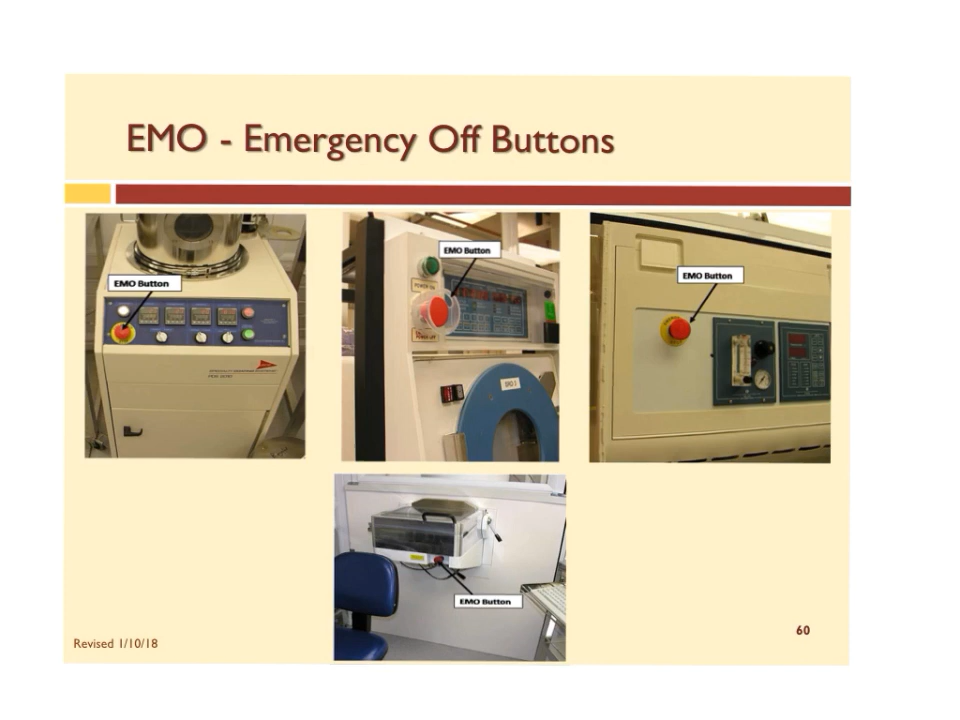 EMO - Emergency Off Buttons
EMO Button
EMO Button
POWER ON
POWER OFF
EMO Button
EMO Button
Revised 1/10/18
60